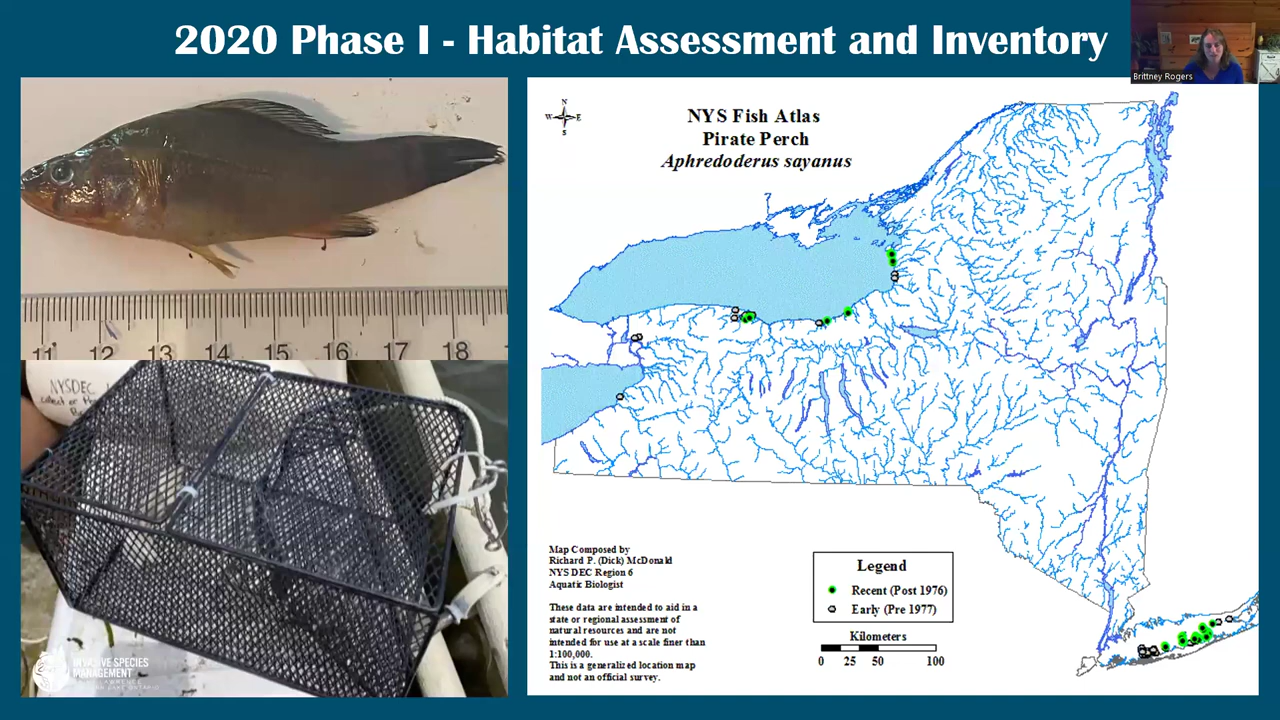 2020 Phase I - Habitat Assessment and Inventory
Brittney Rogers
11 12 13 14 15 16 17 18
NYSDEC
N
W E
S
NYS Fish Atlas
Pirate Perch
Aphredoderus sayanus
Map Composed by
Richard P. (Dick) McDonald
NYS DEC Region 6
Aquatic Biologist
These data are intended to aid in a
state or regional assessment of
natural resources and are not
intended for use at a scale finer than
1:100,000.
This is a generalized location map
and not an official survey.
Legend
Recent (Post 1976)
Early (Pre 1977)
Kilometers
0 25 50 100
INVASIVE SPECIES
MANAGEMENT